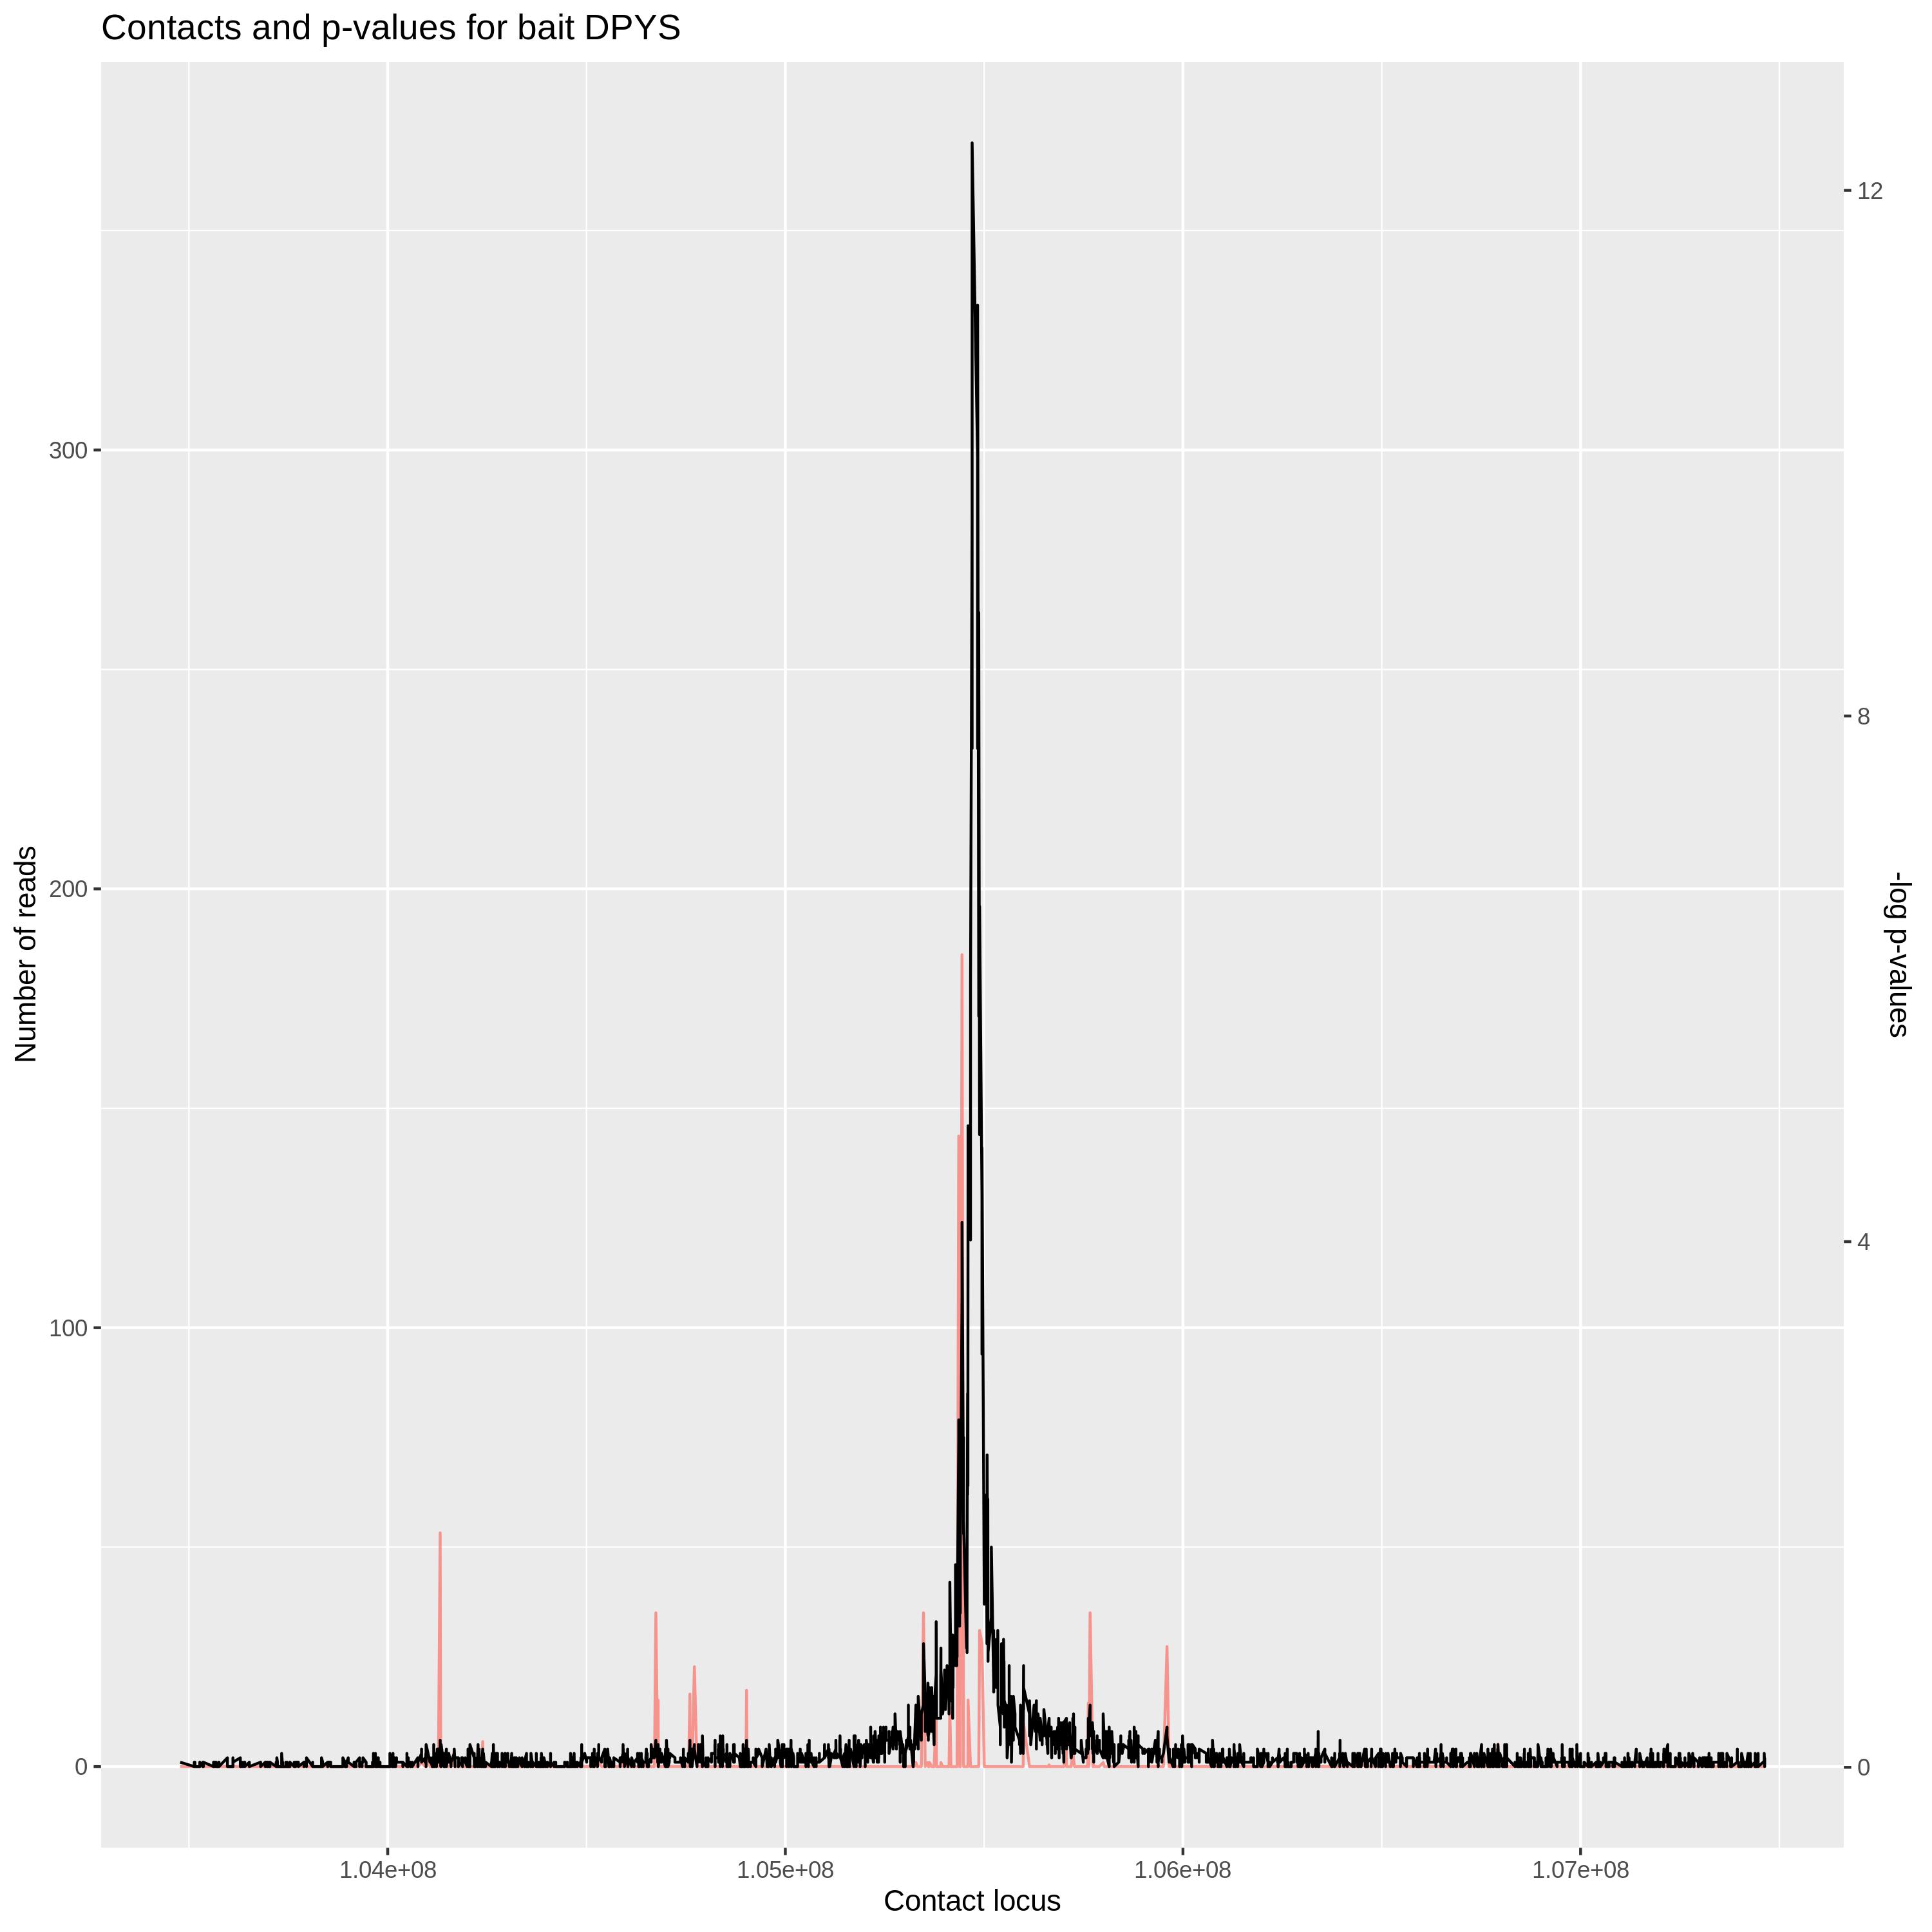 Contacts and p-values for bait DPYS
Number of reads
300
200
100
0
12
8
4
0
-log p-values
1.04e+08
1.05e+08
1.06e+08
1.07e+08
Contact locus